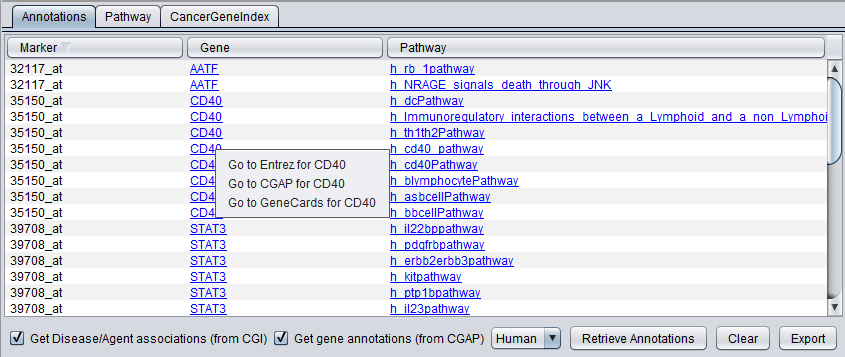 Annotations Pathway CancerGeneIndex
Marker Gene Pathway
32117_at AATF h_rb_1pathway
32117_at AATF h_NRAGE_signals_death_through_JNK
35150_at CD40 h_dcPathway
35150_at CD40 h_Immunoregulatory_interactions_between_a_Lymphoid_and_a_non_Lymphoi
35150_at CD40 h_th1th2Pathway
35150_at CD40 h_cd40_pathway
35150_at CD4 h_cd40Pathway
35150_at CD4 h_blymphocytePathway
35150_at CD4 h_asbcellPathway
35150_at CD4 h_bbcellPathway
Go to Entrez for CD40
Go to CGAP for CD40
Go to GeneCards for CD40
39708_at STAT3 h_il22bppathway
39708_at STAT3 h_pdgfrbpathway
39708_at STAT3 h_erbb2erbb3pathway
39708_at STAT3 h_kitpathway
39708_at STAT3 h_ptp1bpathway
39708_at STAT3 h_il23pathway
Get Disease/Agent associations (from CGI) Get gene annotations (from CGAP) Human Retrieve Annotations Clear Export